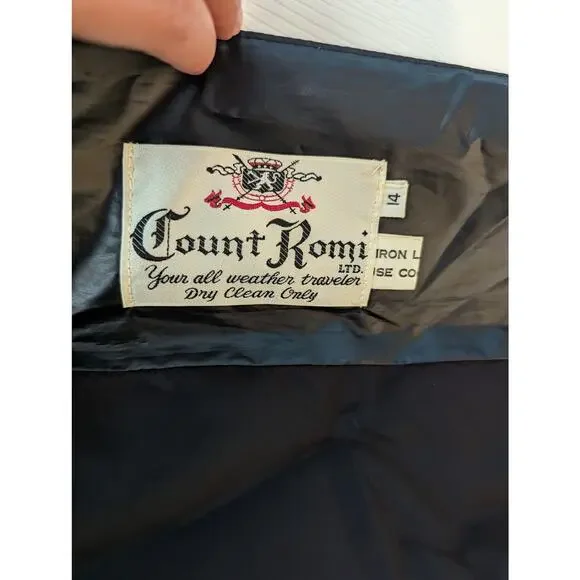 Count Romi
LTD.
Your all weather traveler
Dry Clean Only
14
IRON L
SE CO